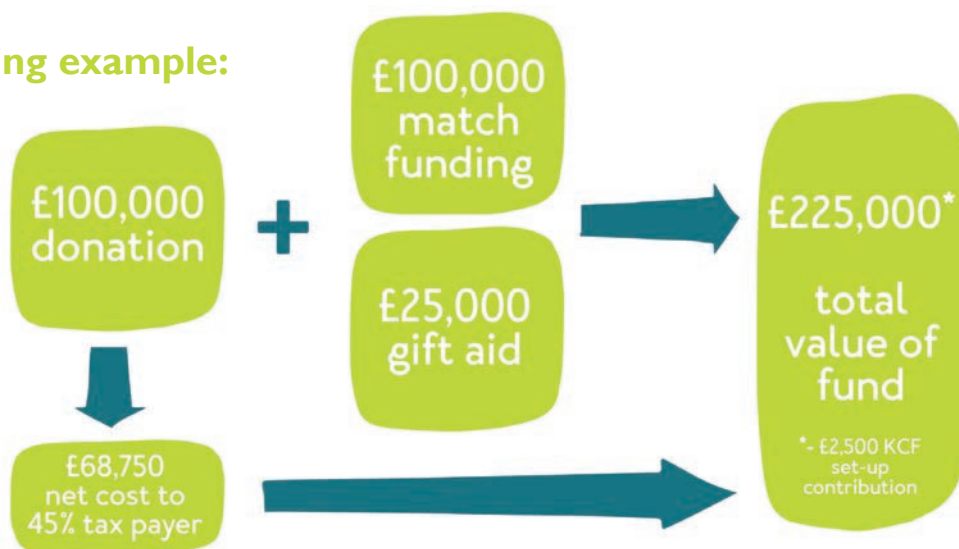 ng example:
£100,000
donation
+
£100,000
match
funding
£25,000
gift aid
£225,000*
total
value of
fund
*- £2,500 KCF
set-up
contribution
£68,750
net cost to
45% tax payer